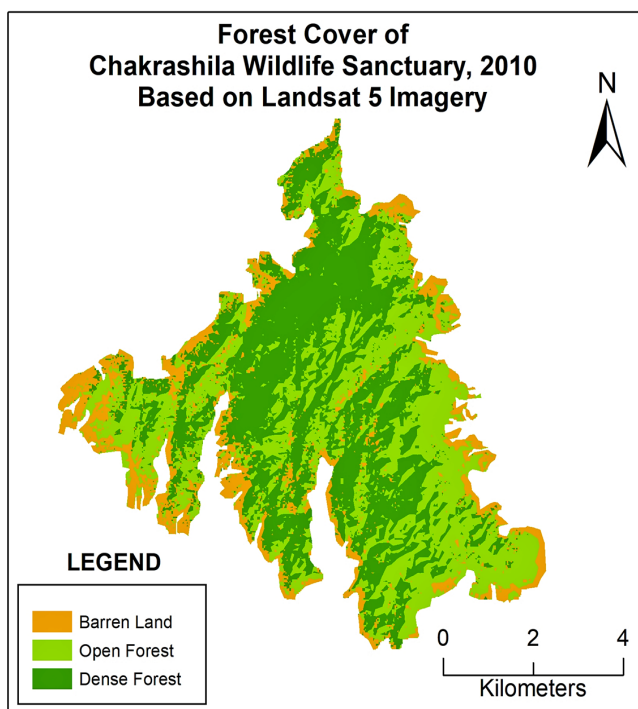 Forest Cover of
Chakrashila Wildlife Sanctuary, 2010
Based on Landsat 5 Imagery
N
LEGEND
Barren Land
Open Forest
Dense Forest
0 2 4
Kilometers